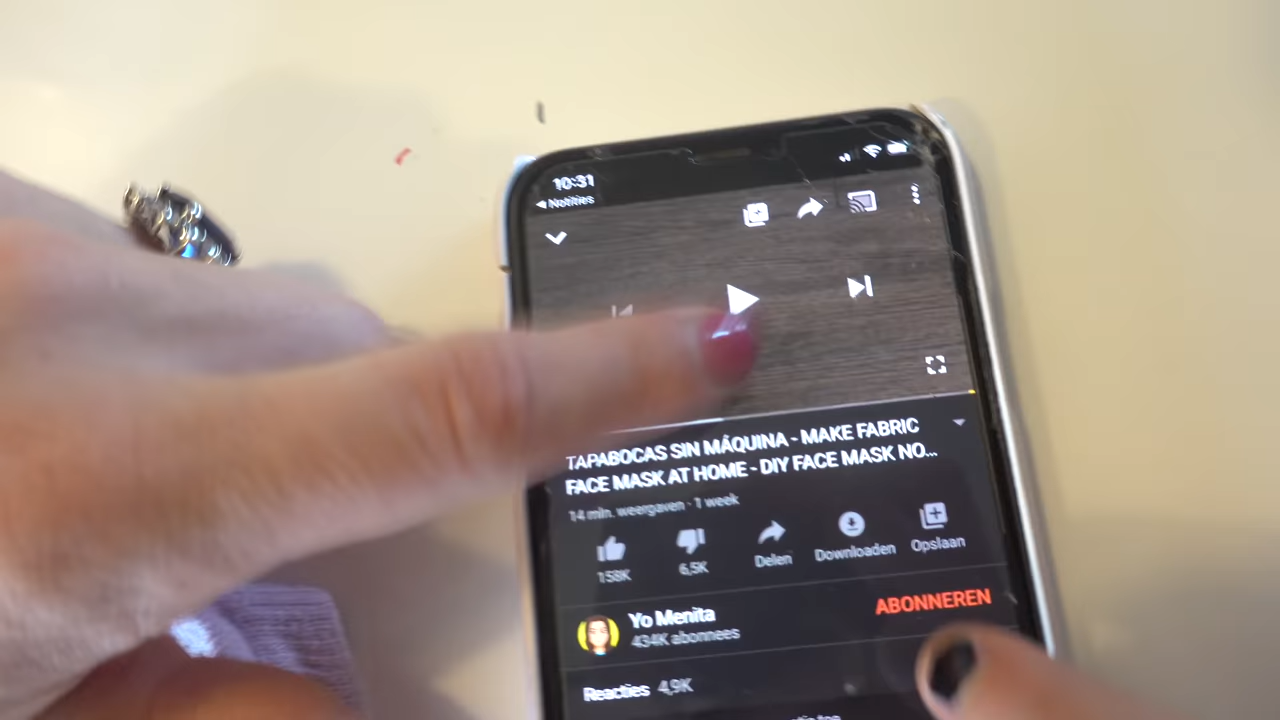 10:31
Notities
TAPABOCAS SIN MÁQUINA - MAKE FABRIC
FACE MASK AT HOME - DIY FACE MASK NO...
14 mln. weergaven · 1 week
158K
6,5K
Delen
Downloaden
Opslaan
Yo Menita
434K abonnees
ABONNEREN
Reacties 4,9K